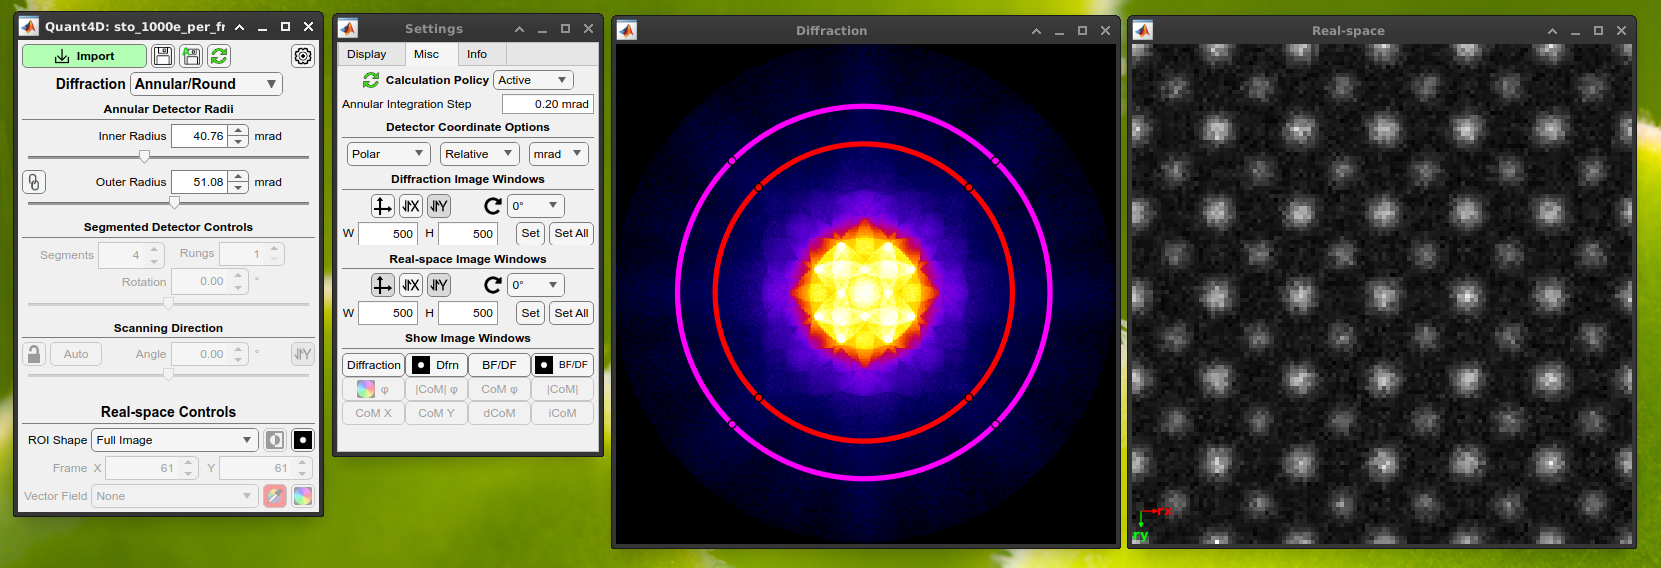 Quant4D: sto_1000e_per_fr
Import
Diffraction Annular/Round
Annular Detector Radii
Inner Radius 40.76 mrad
Outer Radius 51.08 mrad
Segmented Detector Controls
Segments 4 Rungs 1
Rotation 0.00 °
Scanning Direction
Auto Angle 0.00 °
Real-space Controls
ROI Shape Full Image
Frame X 61 Y 61
Vector Field None
Settings
Display Misc Info
Calculation Policy Active
Annular Integration Step 0.20 mrad
Detector Coordinate Options
Polar Relative mrad
Diffraction Image Windows
X Y 0°
W 500 H 500 Set Set All
Real-space Image Windows
X Y 0°
W 500 H 500 Set Set All
Show Image Windows
Diffraction Dfrn BF/DF BF/DF
φ |CoM| φ CoM φ |CoM|
CoM X CoM Y dCoM iCoM
Diffraction
Real-space
rx
ry